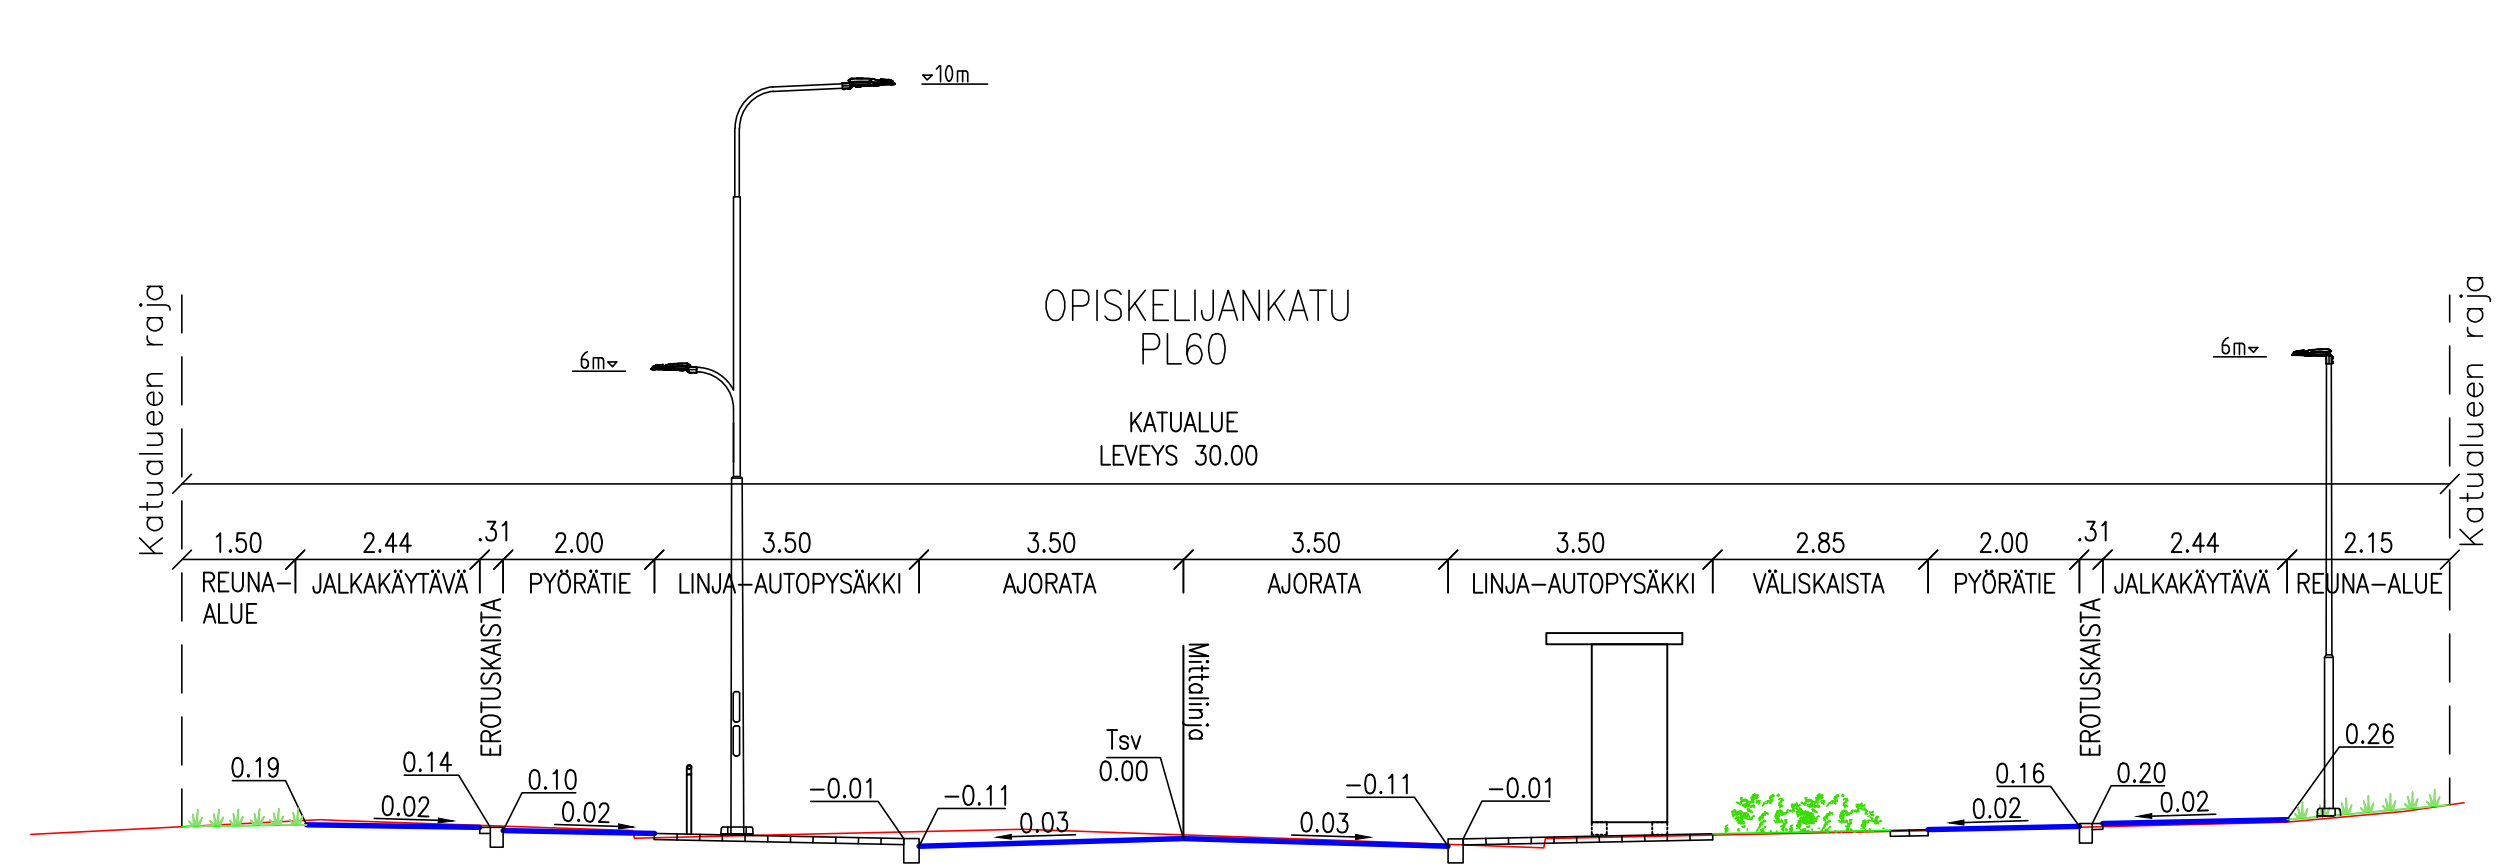 10m
OPISKELIJANKATU
PL60
6m
6m
Katualueen raja
Katualueen raja
KATUALUE
LEVEYS 30.00
1.50
2.44
.31
2.00
3.50
3.50
3.50
3.50
2.85
2.00
.31
2.44
2.15
REUNA-
ALUE
JALKAKÄYTÄVÄ
EROTUSKAISTA
PYÖRÄTIE
LINJA-AUTOPYSÄKKI
AJORATA
AJORATA
LINJA-AUTOPYSÄKKI
VÄLISKAISTA
PYÖRÄTIE
EROTUSKAISTA
JALKAKÄYTÄVÄ
REUNA-ALUE
Mittalinja
Tsv
0.00
0.19
0.14
0.10
0.02
0.02
-0.01
-0.11
0.03
0.03
-0.11
-0.01
0.16
0.20
0.02
0.02
0.26